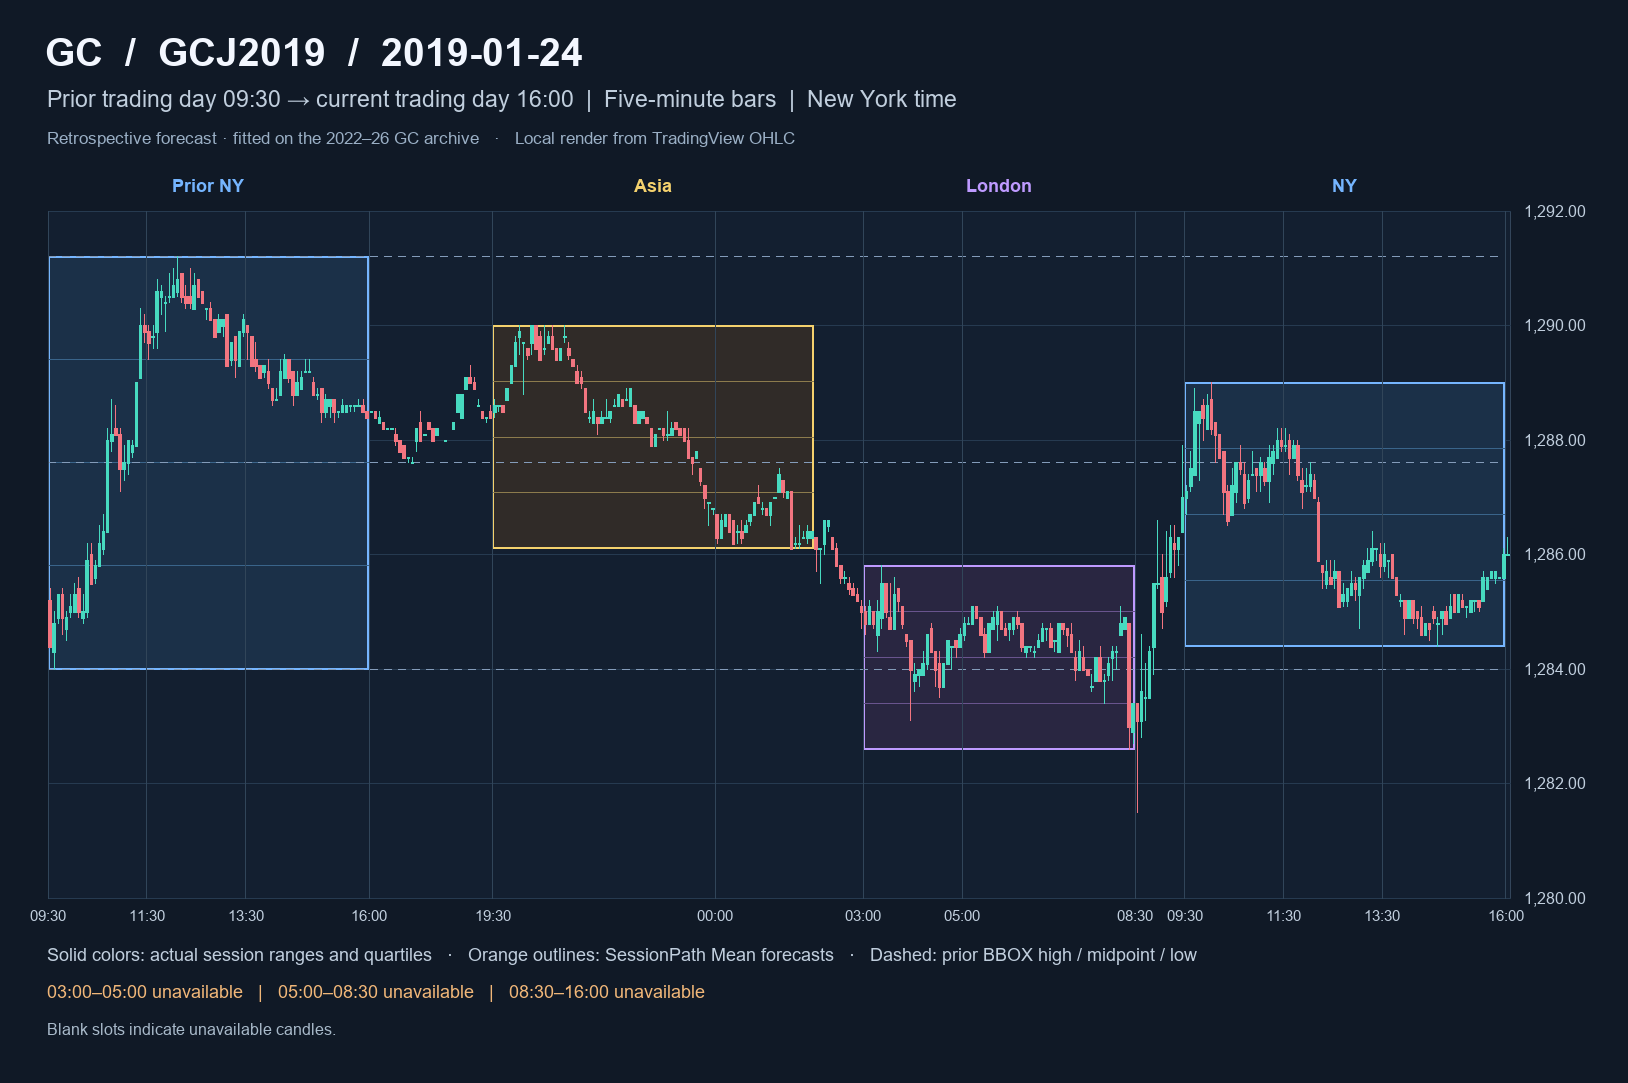 GC / GCJ2019 / 2019-01-24
Prior trading day 09:30 → current trading day 16:00 | Five-minute bars | New York time
Retrospective forecast · fitted on the 2022–26 GC archive · Local render from TradingView OHLC
Prior NY Asia London NY
1,292.00
1,290.00
1,288.00
1,286.00
1,284.00
1,282.00
1,280.00
09:30 11:30 13:30 16:00 19:30 00:00 03:00 05:00 08:30 09:30 11:30 13:30 16:00
Solid colors: actual session ranges and quartiles · Orange outlines: SessionPath Mean forecasts · Dashed: prior BBOX high / midpoint / low
03:00–05:00 unavailable | 05:00–08:30 unavailable | 08:30–16:00 unavailable
Blank slots indicate unavailable candles.